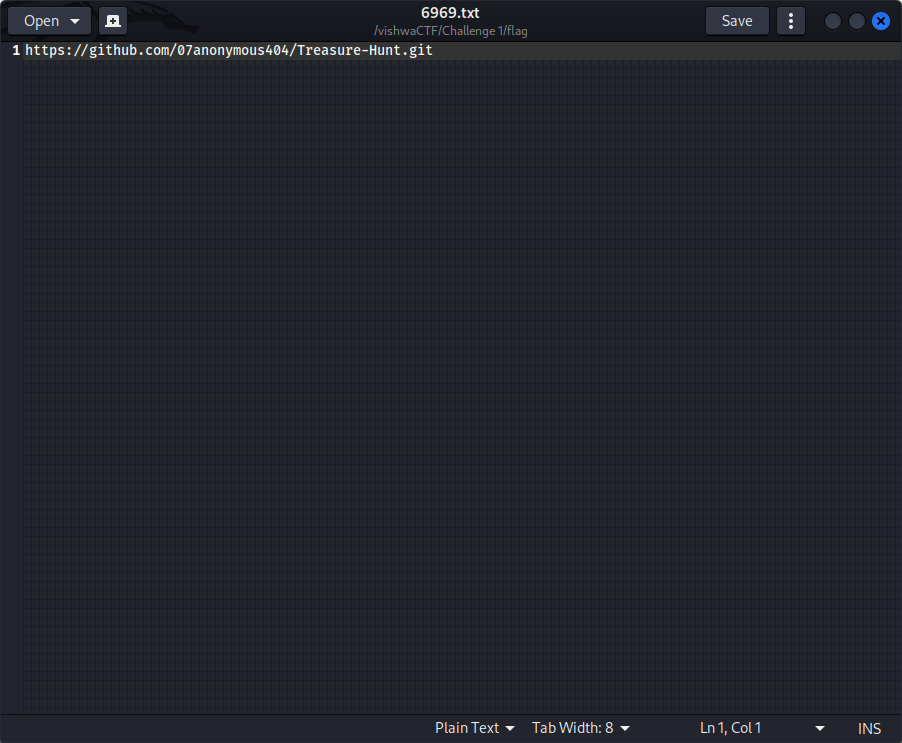 Open
6969.txt
/vishwaCTF/Challenge 1/flag
Save
1 https://github.com/07anonymous404/Treasure-Hunt.git
Plain Text Tab Width: 8 Ln 1, Col 1 INS